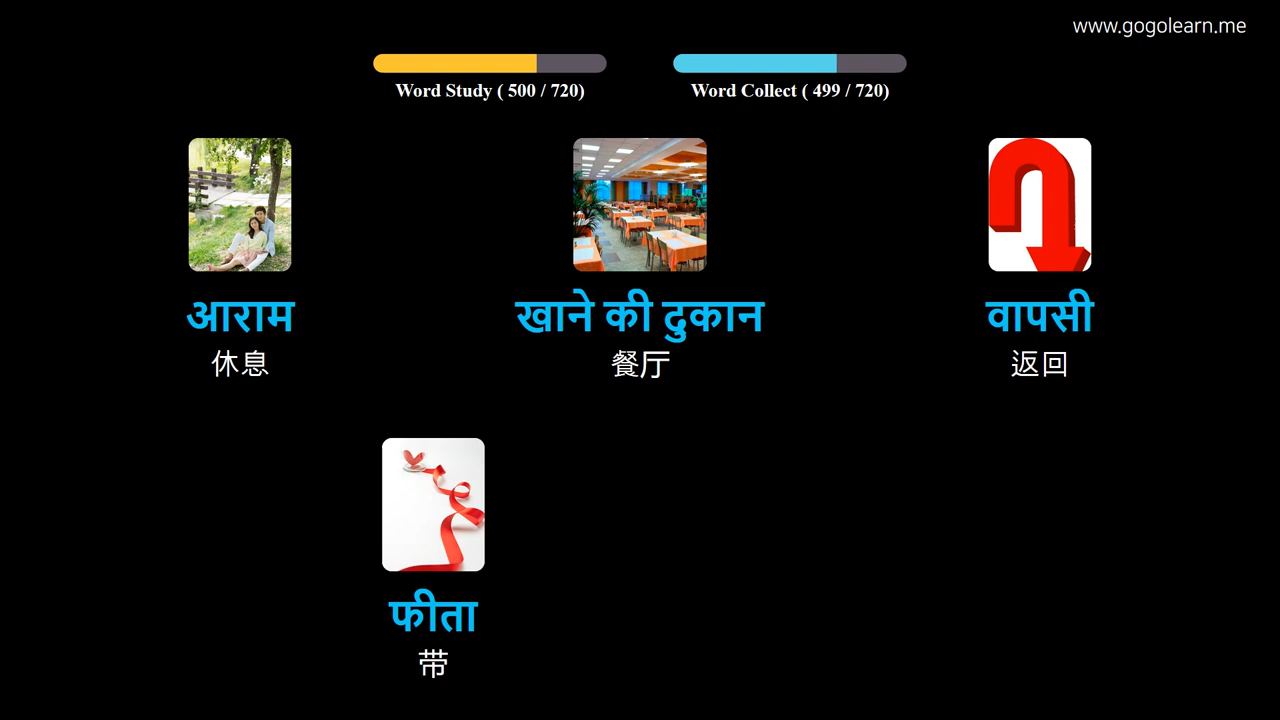 www.gogolearn.me
Word Study ( 500 / 720)
Word Collect ( 499 / 720)
आराम
休息
खाने की दुकान
餐厅
वापसी
返回
फीता
带